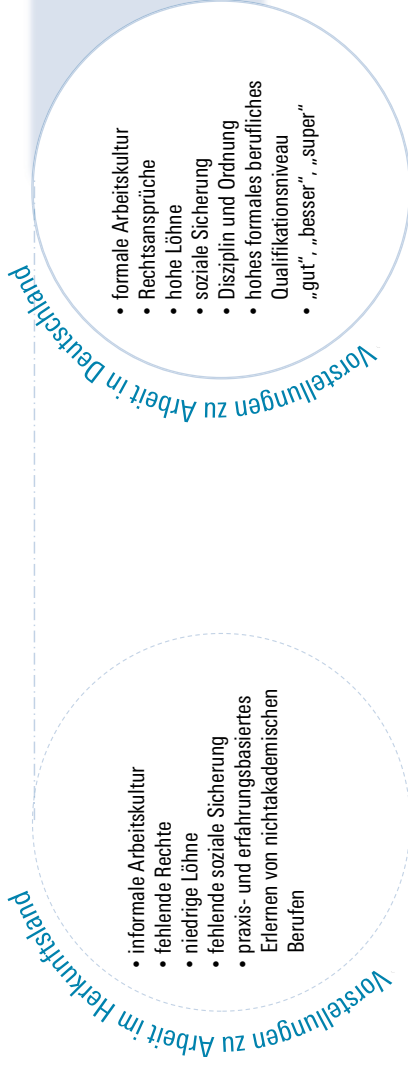 Vorstellungen zu Arbeit im Herkunftsland
• informale Arbeitskultur
• fehlende Rechte
• niedrige Löhne
• fehlende soziale Sicherung
• praxis- und erfahrungsbasiertes
Erlernen von nichtakademischen
Berufen
Vorstellungen zu Arbeit in Deutschland
• formale Arbeitskultur
• Rechtsansprüche
• hohe Löhne
• soziale Sicherung
• Disziplin und Ordnung
• hohes formales berufliches
Qualifikationsniveau
• „gut“, „besser“, „super“